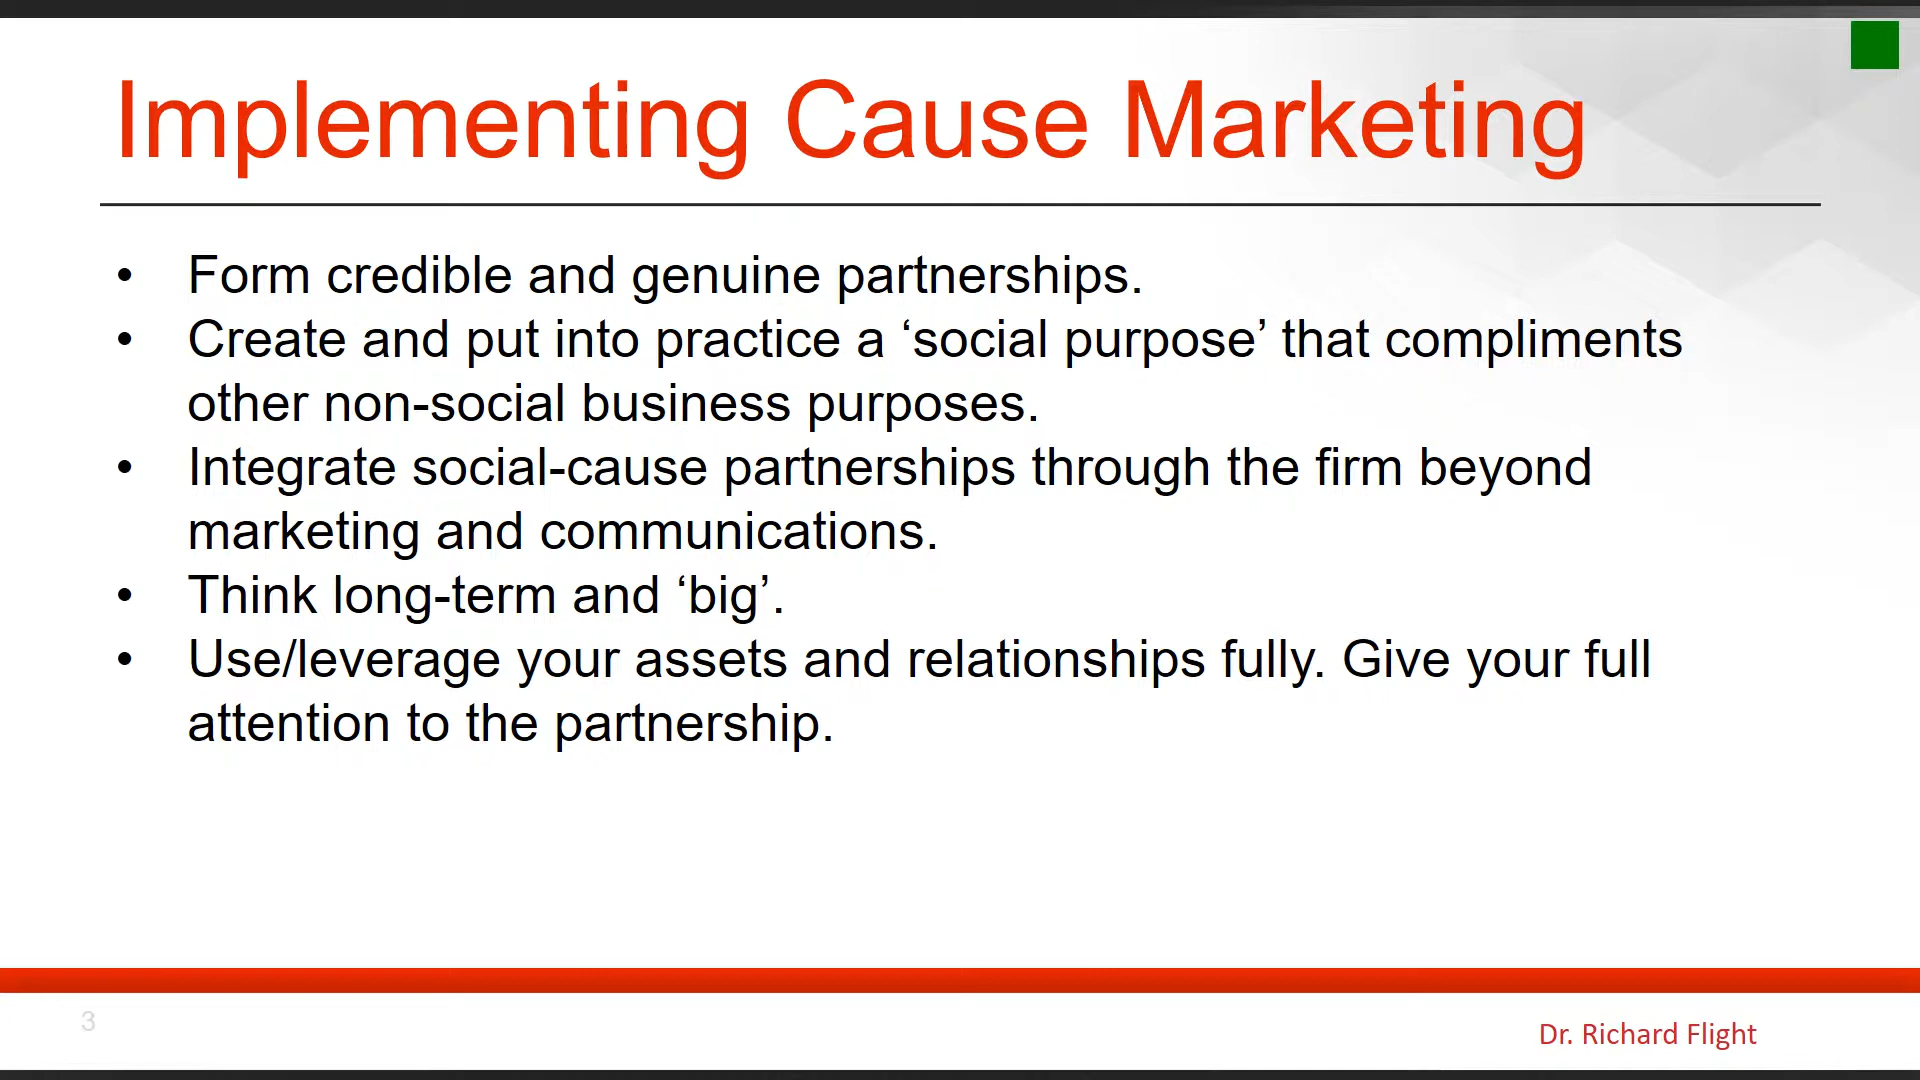 Implementing Cause Marketing
• Form credible and genuine partnerships.
• Create and put into practice a ‘social purpose’ that compliments
other non-social business purposes.
• Integrate social-cause partnerships through the firm beyond
marketing and communications.
• Think long-term and ‘big’.
• Use/leverage your assets and relationships fully. Give your full
attention to the partnership.
3
Dr. Richard Flight